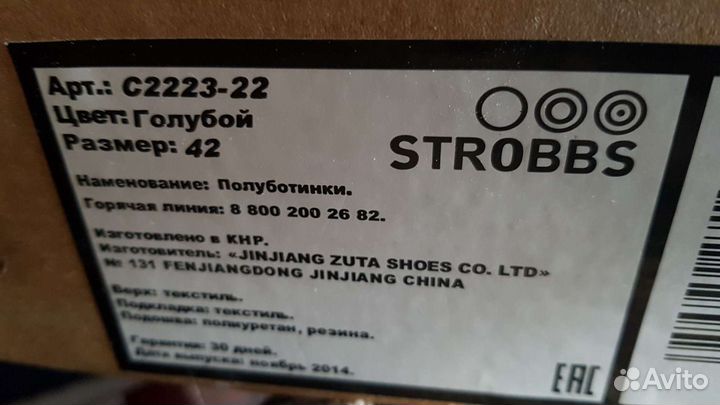 Арт.: C2223-22
Цвет: Голубой
Размер: 42
STROBBS
Наменование: Полуботинки.
Горячая линия: 8 800 200 26 82.
Изготовлено в КНР.
Изготовитель: «JINJIANG ZUTA SHOES CO. LTD»
№ 131 FENJIANGDONG JINJIANG CHINA
Верх: текстиль.
Подкладка: текстиль.
Подошва: полиуретан, резина.
Гарантия: 30 дней.
Дата выпуска: ноябрь 2014.
EAC
Avito